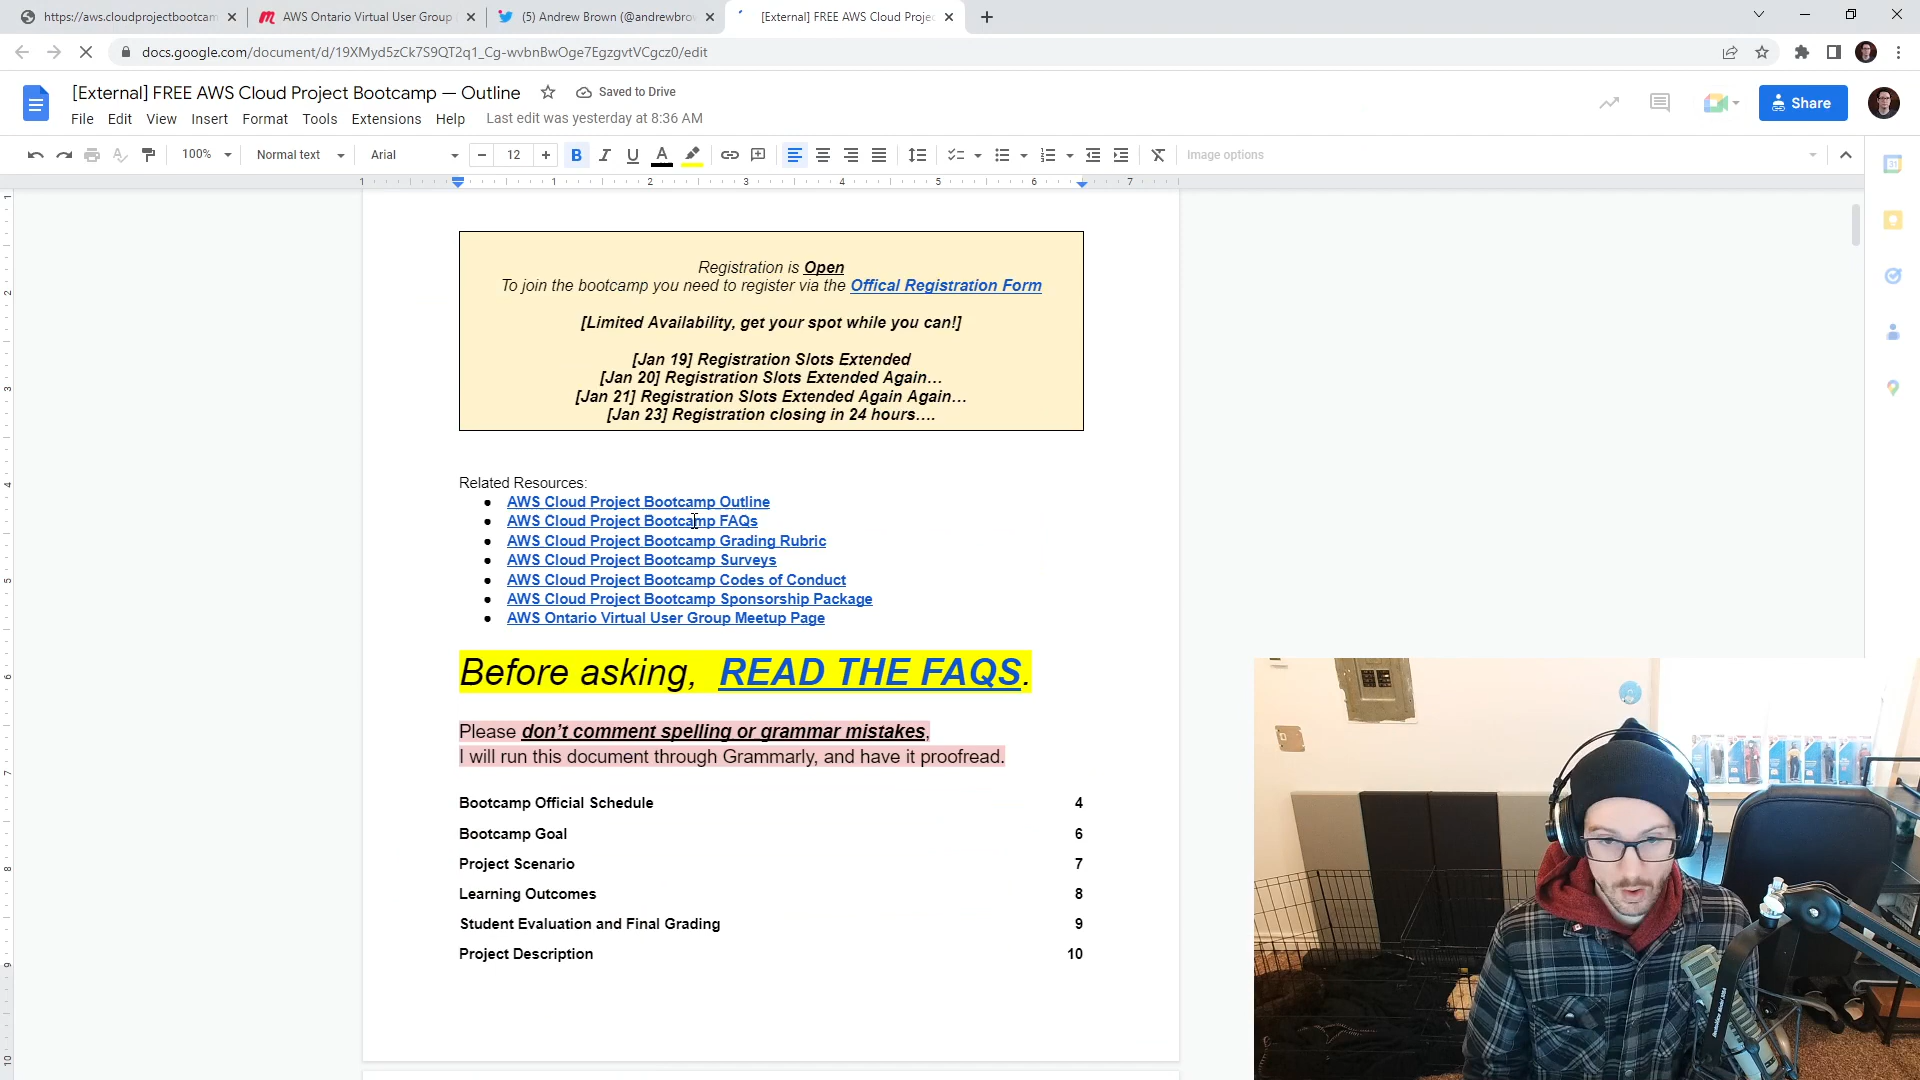 https://aws.cloudprojectbootcam
AWS Ontario Virtual User Group
(5) Andrew Brown (@andrewbro
[External] FREE AWS Cloud Projec
docs.google.com/document/d/19XMyd5zCk7S9QT2q1_Cg-wvbnBwOge7EgzgvtVCgcz0/edit
[External] FREE AWS Cloud Project Bootcamp — Outline
Saved to Drive
File Edit View Insert Format Tools Extensions Help
Last edit was yesterday at 8:36 AM
Share
100%
Normal text
Arial
12
Image options
Registration is Open
To join the bootcamp you need to register via the Offical Registration Form
[Limited Availability, get your spot while you can!]
[Jan 19] Registration Slots Extended
[Jan 20] Registration Slots Extended Again…
[Jan 21] Registration Slots Extended Again Again…
[Jan 23] Registration closing in 24 hours….
Related Resources:
● AWS Cloud Project Bootcamp Outline
● AWS Cloud Project Bootcamp FAQs
● AWS Cloud Project Bootcamp Grading Rubric
● AWS Cloud Project Bootcamp Surveys
● AWS Cloud Project Bootcamp Codes of Conduct
● AWS Cloud Project Bootcamp Sponsorship Package
● AWS Ontario Virtual User Group Meetup Page
Before asking, READ THE FAQS.
Please don't comment spelling or grammar mistakes,
I will run this document through Grammarly, and have it proofread.
Bootcamp Official Schedule 4
Bootcamp Goal 6
Project Scenario 7
Learning Outcomes 8
Student Evaluation and Final Grading 9
Project Description 10